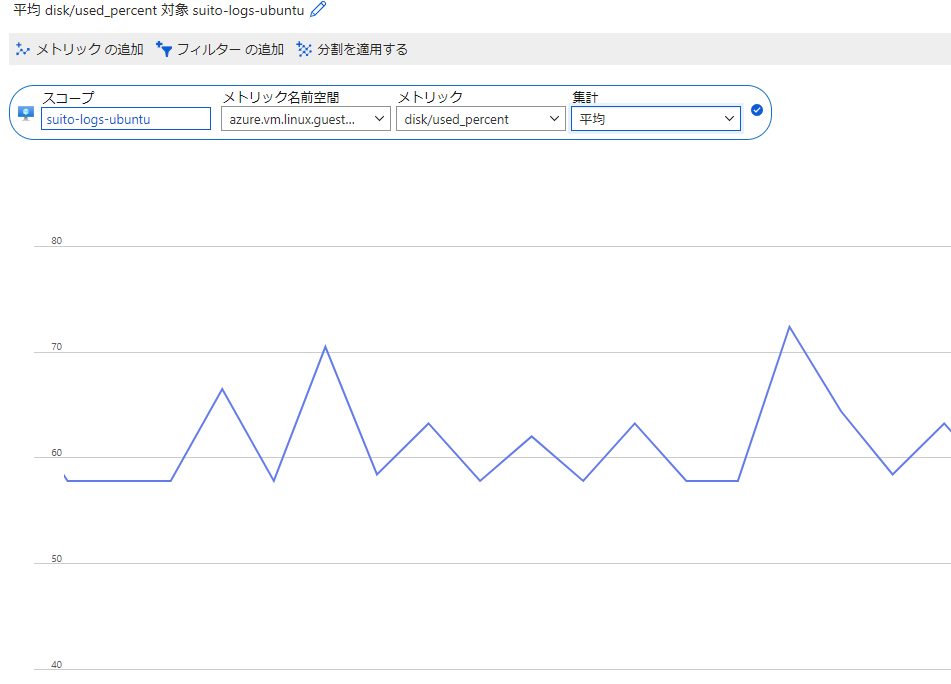 平均 disk/used_percent 対象 suito-logs-ubuntu
メトリック の追加 フィルター の追加 分割を適用する
スコープ メトリック名前空間 メトリック 集計
suito-logs-ubuntu azure.vm.linux.guest... disk/used_percent 平均
80
70
60
50
40